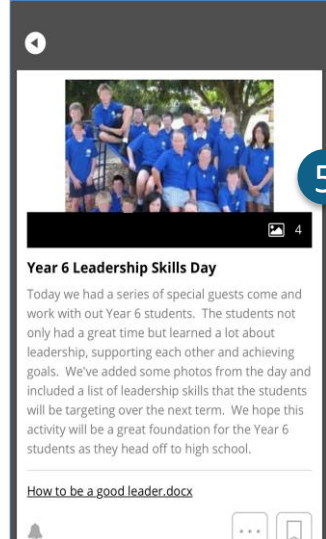 5
4
Year 6 Leadership Skills Day
Today we had a series of special guests come and
work with out Year 6 students. The students not
only had a great time but learned a lot about
leadership, supporting each other and achieving
goals. We've added some photos from the day and
included a list of leadership skills that the students
will be targeting over the next term. We hope this
activity will be a great foundation for the Year 6
students as they head off to high school.
How to be a good leader.docx